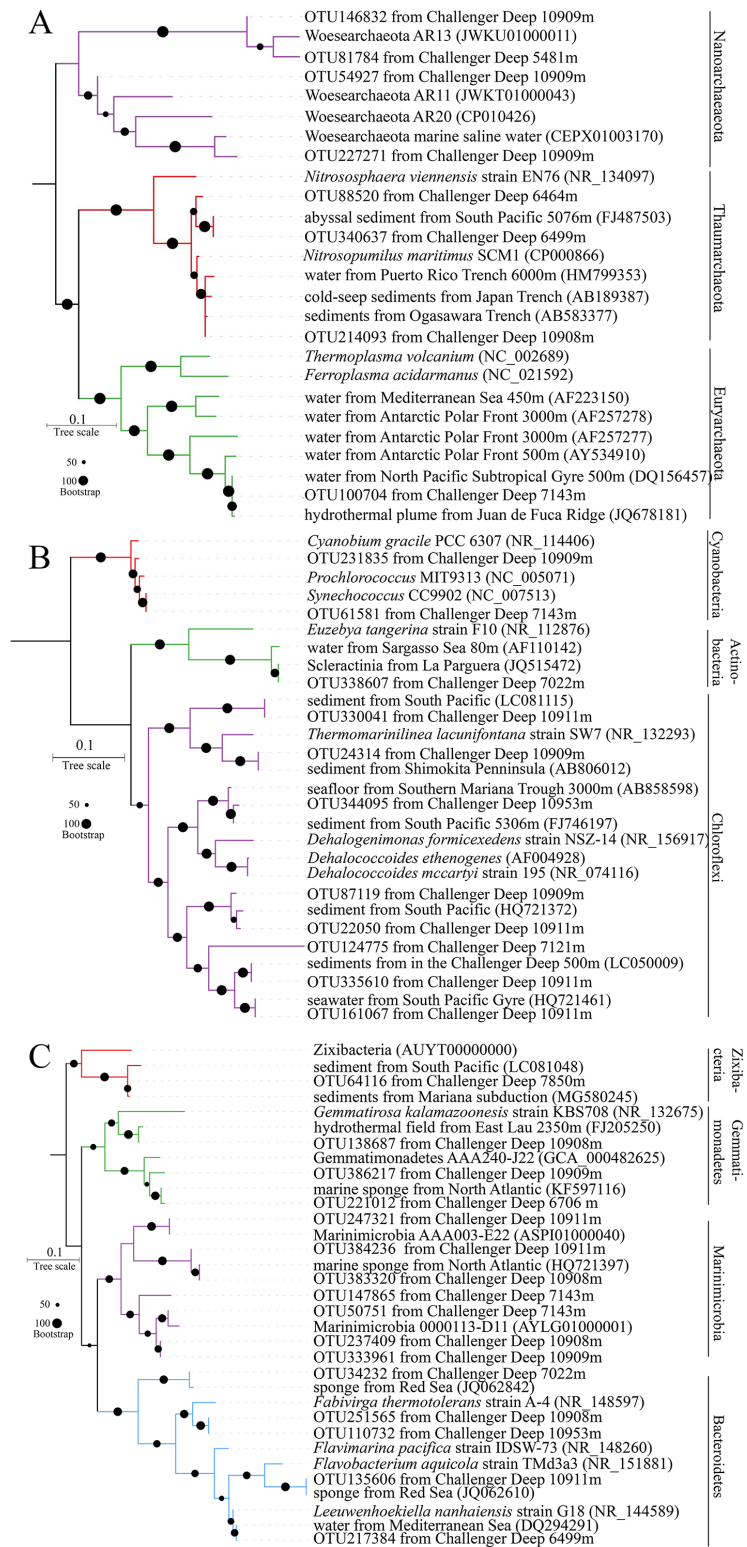 A
OTU146832 from Challenger Deep 10909m
Woesearchaeota AR13 (JWKU01000011)
OTU81784 from Challenger Deep 5481m
OTU54927 from Challenger Deep 10909m
Woesearchaeota AR11 (JWKT01000043)
Woesearchaeota AR20 (CP010426)
Woesearchaeota marine saline water (CEPX01003170)
OTU227271 from Challenger Deep 10909m
Nanoarchaeaeota
Nitrososphaera viennensis strain EN76 (NR_134097)
OTU88520 from Challenger Deep 6464m
abyssal sediment from South Pacific 5076m (FJ487503)
OTU340637 from Challenger Deep 6499m
Nitrosopumilus maritimus SCM1 (CP000866)
water from Puerto Rico Trench 6000m (HM799353)
cold-seep sediments from Japan Trench (AB189387)
sediments from Ogasawara Trench (AB583377)
OTU214093 from Challenger Deep 10908m
Thaumarchaeota
Thermoplasma volcanium (NC_002689)
Ferroplasma acidarmanus (NC_021592)
water from Mediterranean Sea 450m (AF223150)
water from Antarctic Polar Front 3000m (AF257278)
water from Antarctic Polar Front 3000m (AF257277)
water from Antarctic Polar Front 500m (AY534910)
water from North Pacific Subtropical Gyre 500m (DQ156457)
OTU100704 from Challenger Deep 7143m
hydrothermal plume from Juan de Fuca Ridge (JQ678181)
Euryarchaeota
0.1
Tree scale
50
100
Bootstrap
B
Cyanobium gracile PCC 6307 (NR_114406)
OTU231835 from Challenger Deep 10909m
Prochlorococcus MIT9313 (NC_005071)
Synechococcus CC9902 (NC_007513)
OTU61581 from Challenger Deep 7143m
Cyanobacteria
Euzebya tangerina strain F10 (NR_112876)
water from Sargasso Sea 80m (AF110142)
Scleractinia from La Parguera (JQ515472)
OTU338607 from Challenger Deep 7022m
Actino-
bacteria
sediment from South Pacific (LC081115)
OTU330041 from Challenger Deep 10911m
Thermomarinilinea lacunifontana strain SW7 (NR_132293)
OTU24314 from Challenger Deep 10909m
sediment from Shimokita Penninsula (AB806012)
seafloor from Southern Mariana Trough 3000m (AB858598)
OTU344095 from Challenger Deep 10953m
sediment from South Pacific 5306m (FJ746197)
Dehalogenimonas formicexedens strain NSZ-14 (NR_156917)
Dehalococcoides ethenogenes (AF004928)
Dehalococcoides mccartyi strain 195 (NR_074116)
OTU87119 from Challenger Deep 10909m
sediment from South Pacific (HQ721372)
OTU22050 from Challenger Deep 10911m
OTU124775 from Challenger Deep 7121m
sediments from in the Challenger Deep 500m (LC050009)
OTU335610 from Challenger Deep 10911m
seawater from South Pacific Gyre (HQ721461)
OTU161067 from Challenger Deep 10911m
Chloroflexi
0.1
Tree scale
50
100
Bootstrap
C
Zixibacteria (AUYT00000000)
sediment from South Pacific (LC081048)
OTU64116 from Challenger Deep 7850m
sediments from Mariana subduction (MG580245)
Zixiba-
cteria
Gemmatirosa kalamazoonesis strain KBS708 (NR_132675)
hydrothermal field from East Lau 2350m (FJ205250)
OTU138687 from Challenger Deep 10908m
Gemmatimonadetes AAA240-J22 (GCA_000482625)
OTU386217 from Challenger Deep 10909m
marine sponge from North Atlantic (KF597116)
OTU221012 from Challenger Deep 6706 m
Gemmati-
monadetes
OTU247321 from Challenger Deep 10911m
Marinimicrobia AAA003-E22 (ASPI01000040)
OTU384236 from Challenger Deep 10911m
marine sponge from North Atlantic (HQ721397)
OTU383320 from Challenger Deep 10908m
OTU147865 from Challenger Deep 7143m
OTU50751 from Challenger Deep 7143m
Marinimicrobia 0000113-D11 (AYLG01000001)
OTU237409 from Challenger Deep 10908m
OTU333961 from Challenger Deep 10909m
Marinimicrobia
OTU34232 from Challenger Deep 7022m
sponge from Red Sea (JQ062842)
Fabivirga thermotolerans strain A-4 (NR_148597)
OTU251565 from Challenger Deep 10908m
OTU110732 from Challenger Deep 10953m
Flavimarina pacifica strain IDSW-73 (NR_148260)
Flavobacterium aquicola strain TMd3a3 (NR_151881)
OTU135606 from Challenger Deep 10911m
sponge from Red Sea (JQ062610)
Leeuwenhoekiella nanhaiensis strain G18 (NR_144589)
water from Mediterranean Sea (DQ294291)
OTU217384 from Challenger Deep 6499m
Bacteroidetes
0.1
Tree scale
50
100
Bootstrap